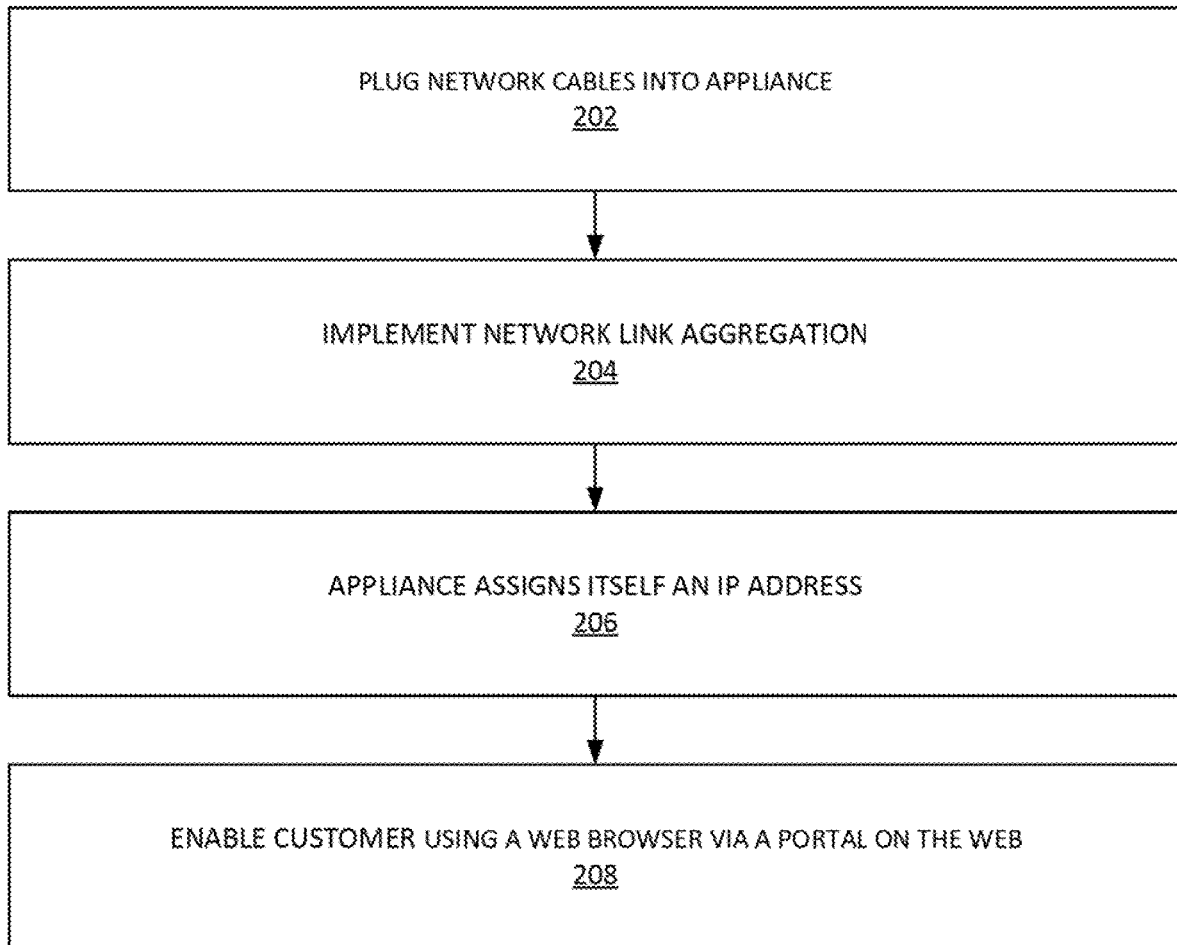 PLUG NETWORK CABLES INTO APPLIANCE
202
IMPLEMENT NETWORK LINK AGGREGATION
204
APPLIANCE ASSIGNS ITSELF AN IP ADDRESS
206
ENABLE CUSTOMER USING A WEB BROWSER VIA A PORTAL ON THE WEB
208